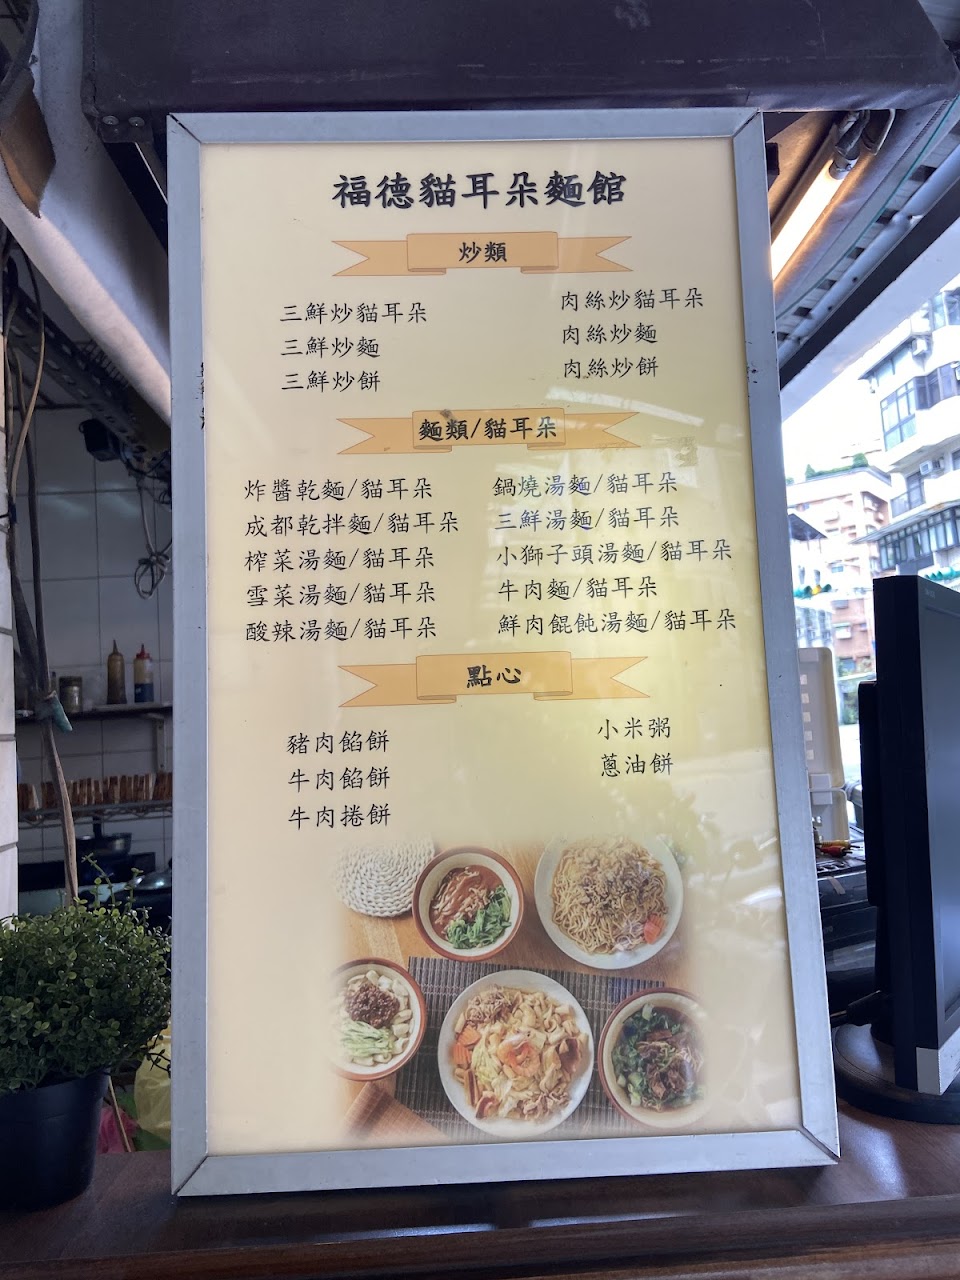 福德貓耳朵麵館
炒類
三鮮炒貓耳朵
三鮮炒麵
三鮮炒餅
肉絲炒貓耳朵
肉絲炒麵
肉絲炒餅
麵類/貓耳朵
炸醬乾麵/貓耳朵
成都乾拌麵/貓耳朵
榨菜湯麵/貓耳朵
雪菜湯麵/貓耳朵
酸辣湯麵/貓耳朵
鍋燒湯麵/貓耳朵
三鮮湯麵/貓耳朵
小獅子頭湯麵/貓耳朵
牛肉麵/貓耳朵
鮮肉餛飩湯麵/貓耳朵
點心
豬肉餡餅
牛肉餡餅
牛肉捲餅
小米粥
蔥油餅